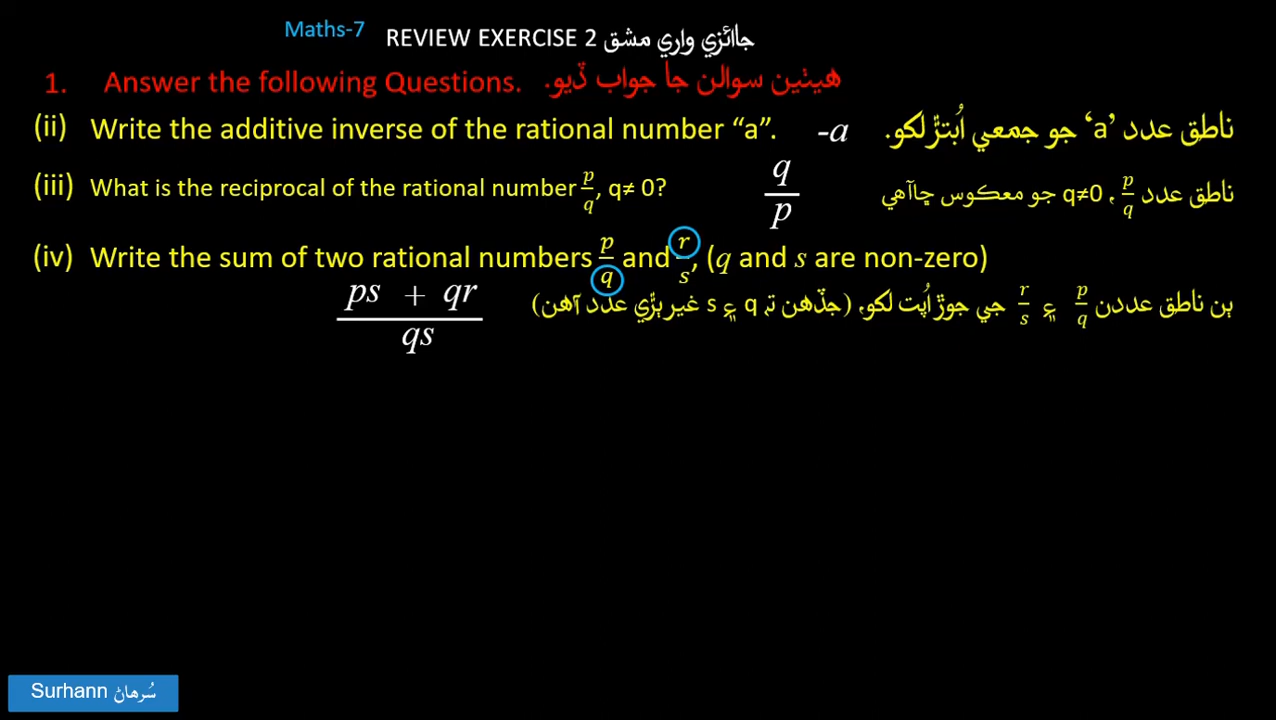 Maths-7
REVIEW EXERCISE 2 جائزي واري مشق
1. Answer the following Questions. هيٺين سوالن جا جواب ڏيو.
(ii) Write the additive inverse of the rational number “a”. -a ناطق عدد ’a‘ جو جمعي اُبتڙ لکو.
(iii) What is the reciprocal of the rational number p/q, q≠ 0? q/p ناطق عدد p/q ، q≠0 جو معڪوس ڇا آهي
(iv) Write the sum of two rational numbers p/q and r/s, (q and s are non-zero)
ps + qr / qs ٻن ناطق عددن p/q ۽ r/s جي جوڙ اُپت لکو، (جڏهن ته q ۽ s غير ٻڙي عدد آهن)
Surhann سُرهاڻ